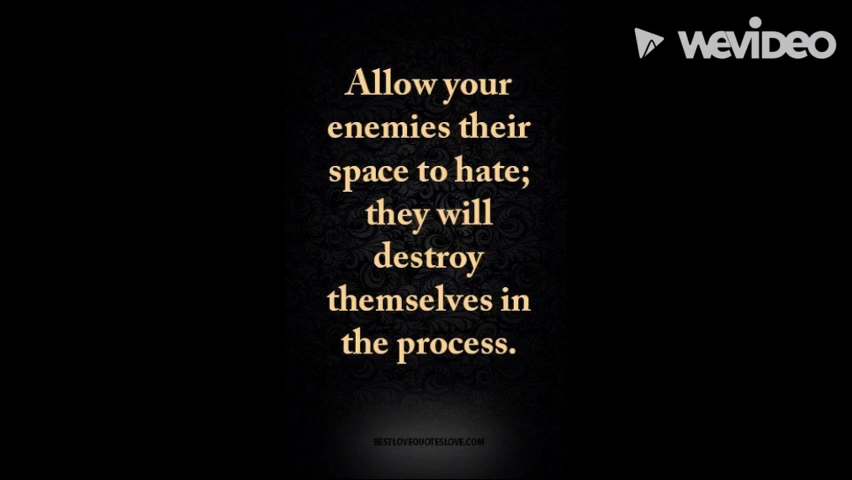 WEVIDEO
Allow your
enemies their
space to hate;
they will
destroy
themselves in
the process.
BESTLOVEQUOTESLOVE.COM